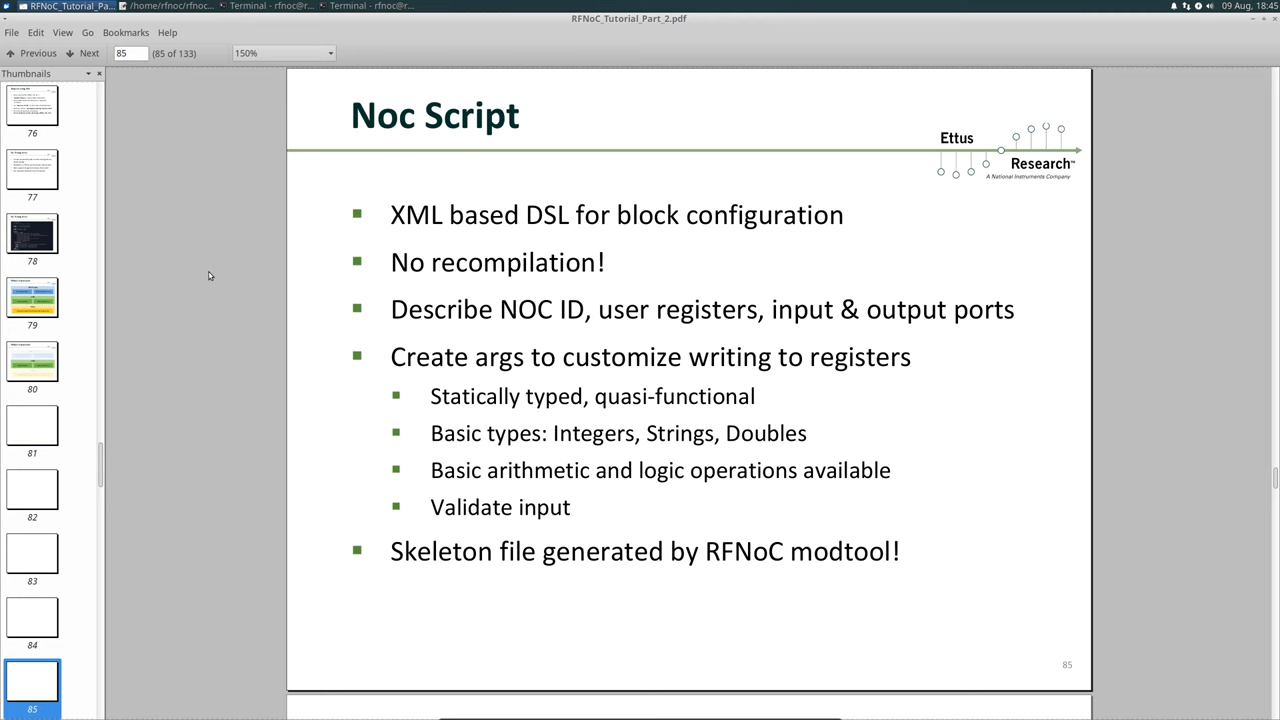 RFNoC_Tutorial_Pa...
/home/rfnoc/rfnoc...
Terminal - rfnoc@r...
Terminal - rfnoc@r...
09 Aug, 18:45
RFNoC_Tutorial_Part_2.pdf
File Edit View Go Bookmarks Help
Previous Next 85 (85 of 133) 150%
Thumbnails
76
77
78
79
80
81
82
83
84
85
Noc Script
Ettus
Research™
A National Instruments Company
XML based DSL for block configuration
No recompilation!
Describe NOC ID, user registers, input & output ports
Create args to customize writing to registers
Statically typed, quasi-functional
Basic types: Integers, Strings, Doubles
Basic arithmetic and logic operations available
Validate input
Skeleton file generated by RFNoC modtool!
85